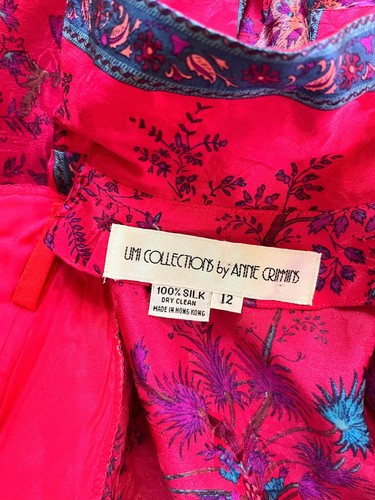 UMI COLLECTIONS by ANNE CRIMMINS
100% SILK
DRY CLEAN
MADE IN HONG KONG
12